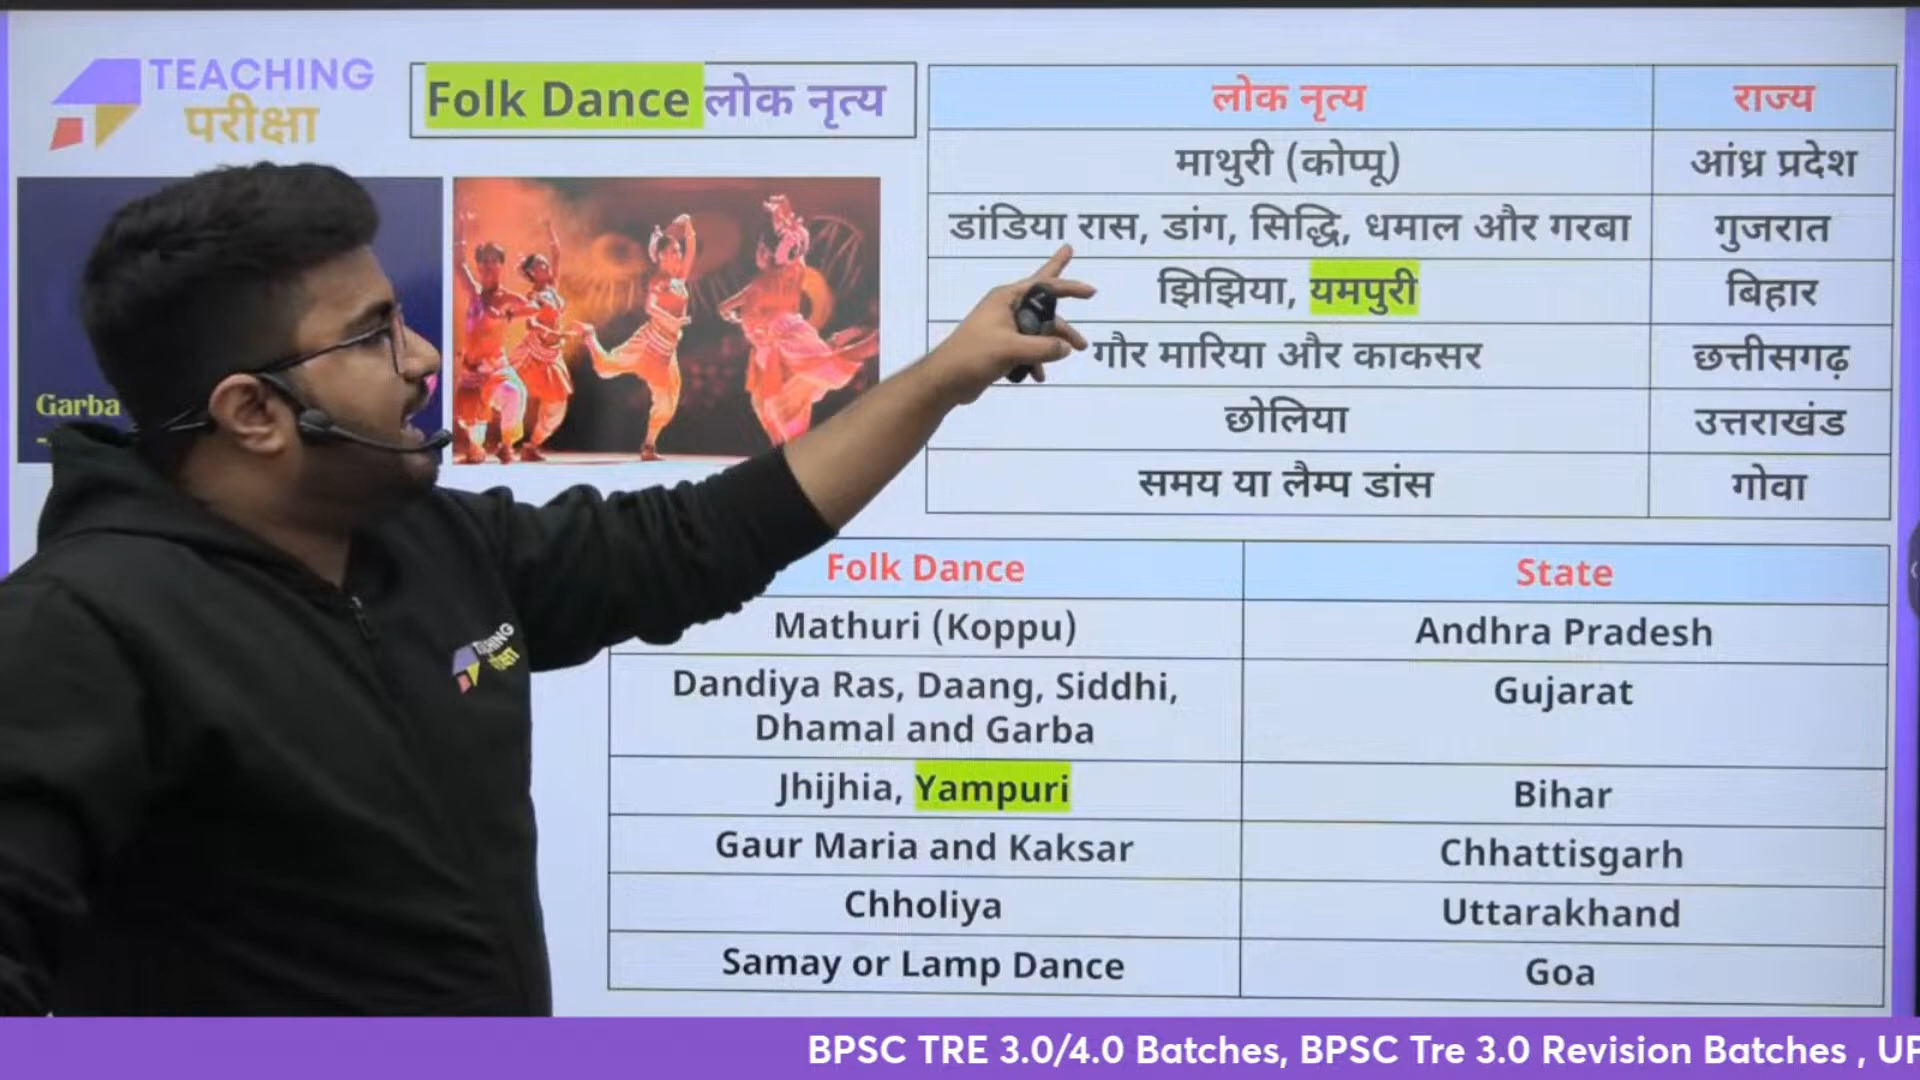 TEACHING
परीक्षा
Folk Dance लोक नृत्य
Garba
लोक नृत्य राज्य
माथुरी (कोप्पू) आंध्र प्रदेश
डांडिया रास, डांग, सिद्धि, धमाल और गरबा गुजरात
झिझिया, यमपुरी बिहार
गौर मारिया और काकसर छत्तीसगढ़
छोलिया उत्तराखंड
समय या लैम्प डांस गोवा
Folk Dance State
Mathuri (Koppu) Andhra Pradesh
Dandiya Ras, Daang, Siddhi, Gujarat
Dhamal and Garba
Jhijhia, Yampuri Bihar
Gaur Maria and Kaksar Chhattisgarh
Chholiya Uttarakhand
Samay or Lamp Dance Goa
TEACHING
परीक्षा
BPSC TRE 3.0/4.0 Batches, BPSC Tre 3.0 Revision Batches , UP